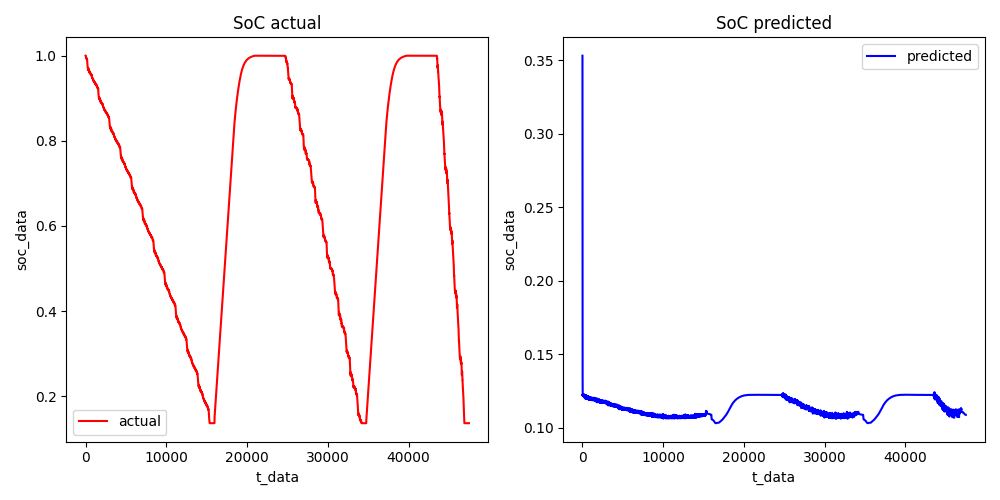 SoC actual
1.0
0.8
0.6
0.4
0.2
soc_data
actual
0
10000
20000
30000
40000
t_data
SoC predicted
0.35
0.30
0.25
0.20
0.15
0.10
soc_data
predicted
0
10000
20000
30000
40000
t_data